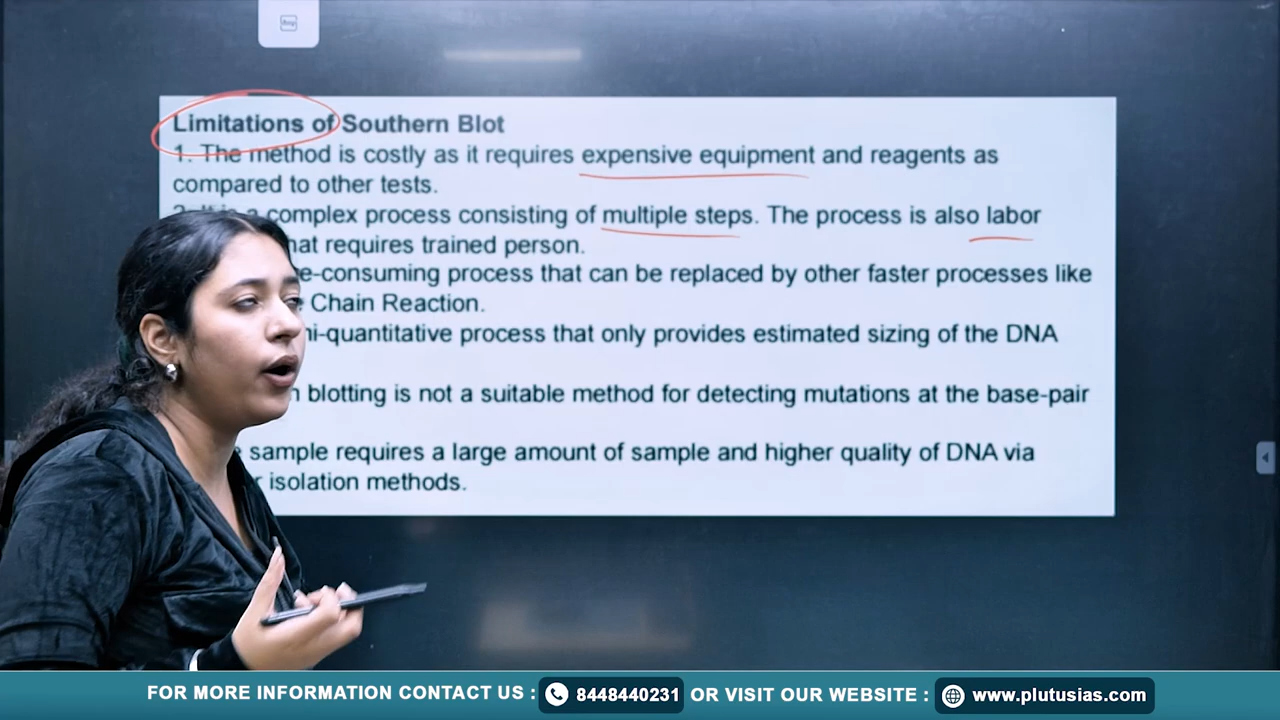 Limitations of Southern Blot
1. The method is costly as it requires expensive equipment and reagents as
compared to other tests.
complex process consisting of multiple steps. The process is also labor
that requires trained person.
-consuming process that can be replaced by other faster processes like
Chain Reaction.
-quantitative process that only provides estimated sizing of the DNA
blotting is not a suitable method for detecting mutations at the base-pair
sample requires a large amount of sample and higher quality of DNA via
isolation methods.
FOR MORE INFORMATION CONTACT US : 8448440231 OR VISIT OUR WEBSITE : www.plutusias.com